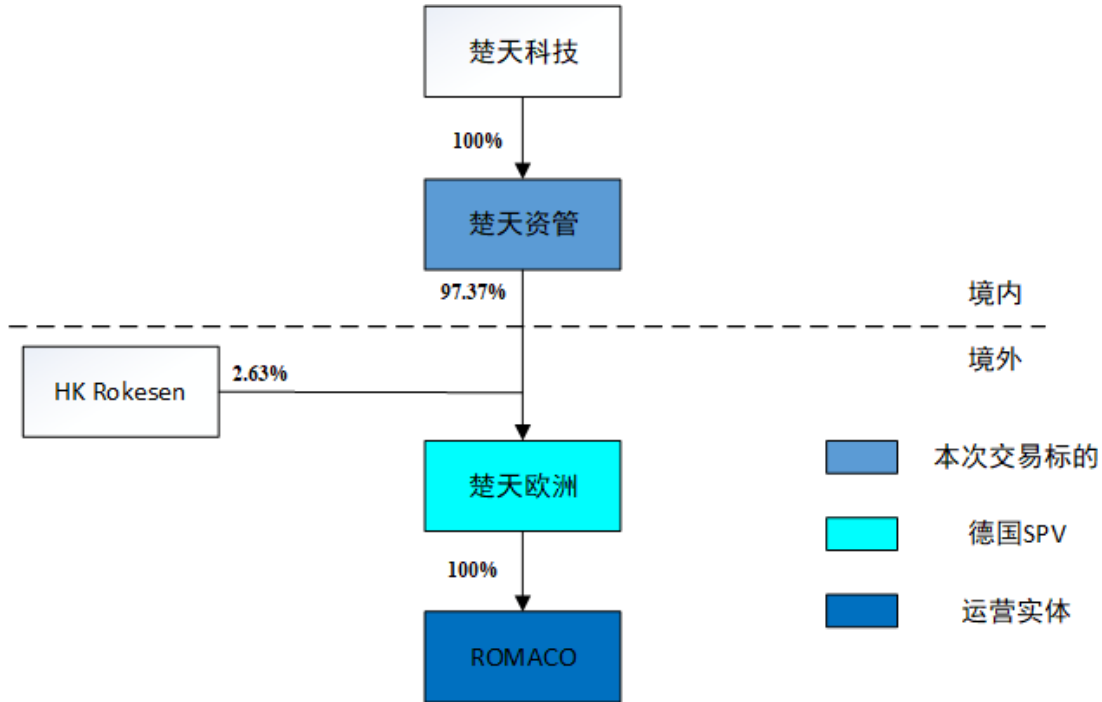 楚天科技
100%
楚天资管
97.37%
境内
境外
HK Rokesen
2.63%
楚天欧洲
本次交易标的
德国SPV
100%
运营实体
ROMACO